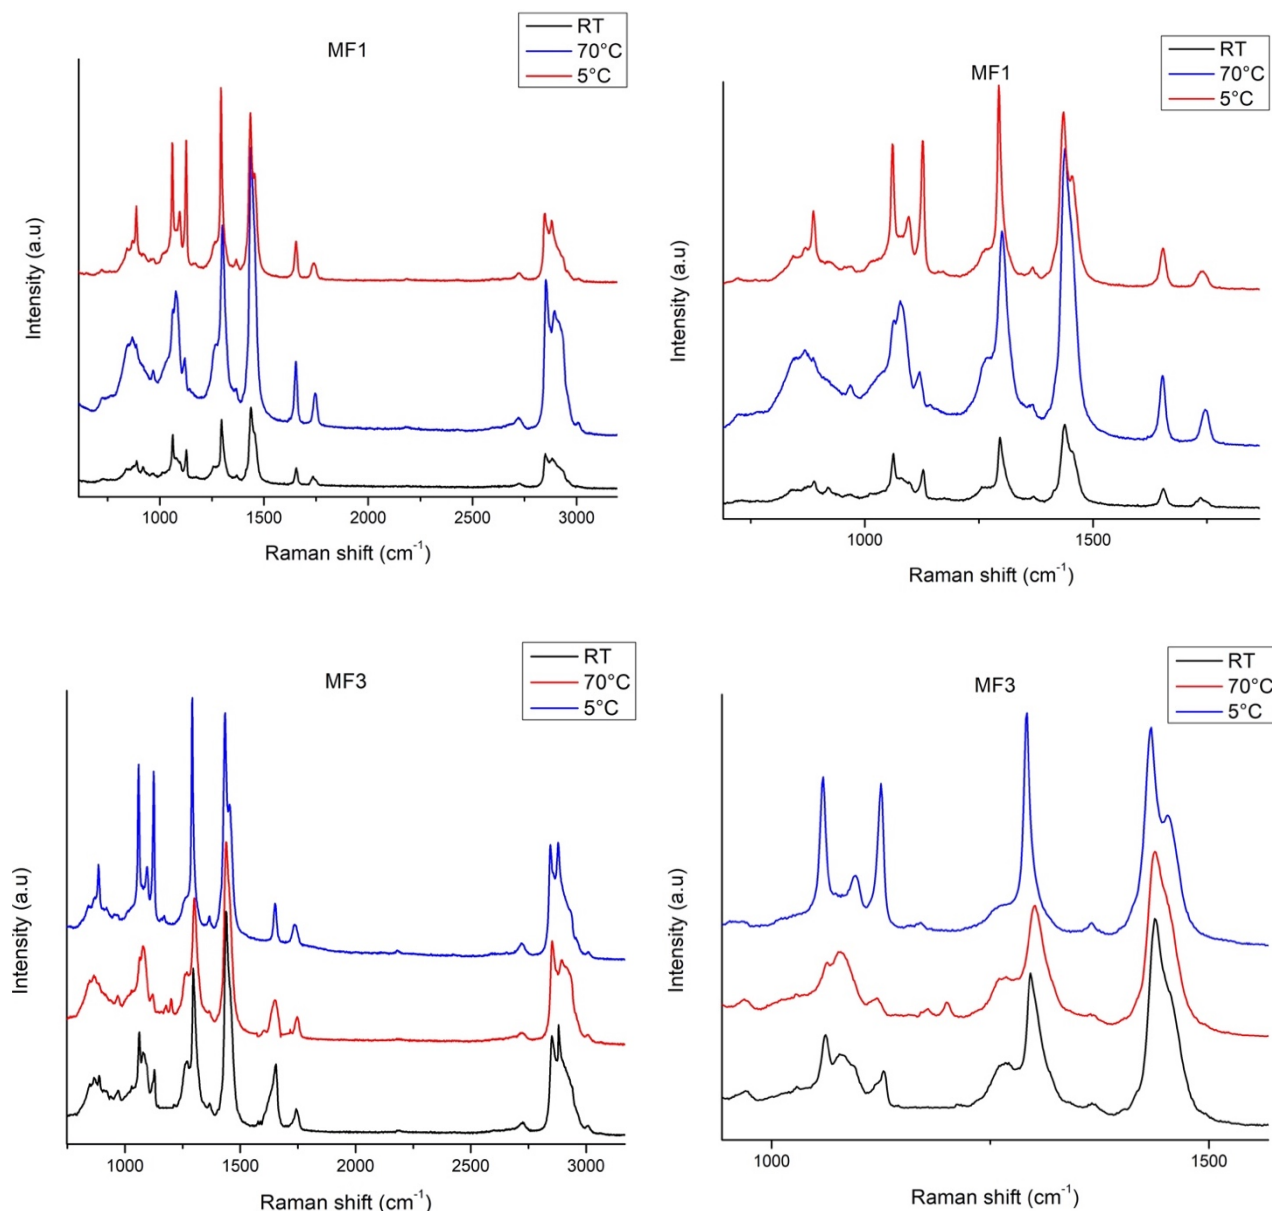 MF1
RT
70°C
5°C
Intensity (a.u)
1000 1500 2000 2500 3000
Raman shift (cm⁻¹)
MF1
RT
70°C
5°C
Intensity (a.u)
1000 1500
Raman shift (cm⁻¹)
MF3
RT
70°C
5°C
Intensity (a.u)
1000 1500 2000 2500 3000
Raman shift (cm⁻¹)
MF3
RT
70°C
5°C
Intensity (a.u)
1000 1500
Raman shift (cm⁻¹)